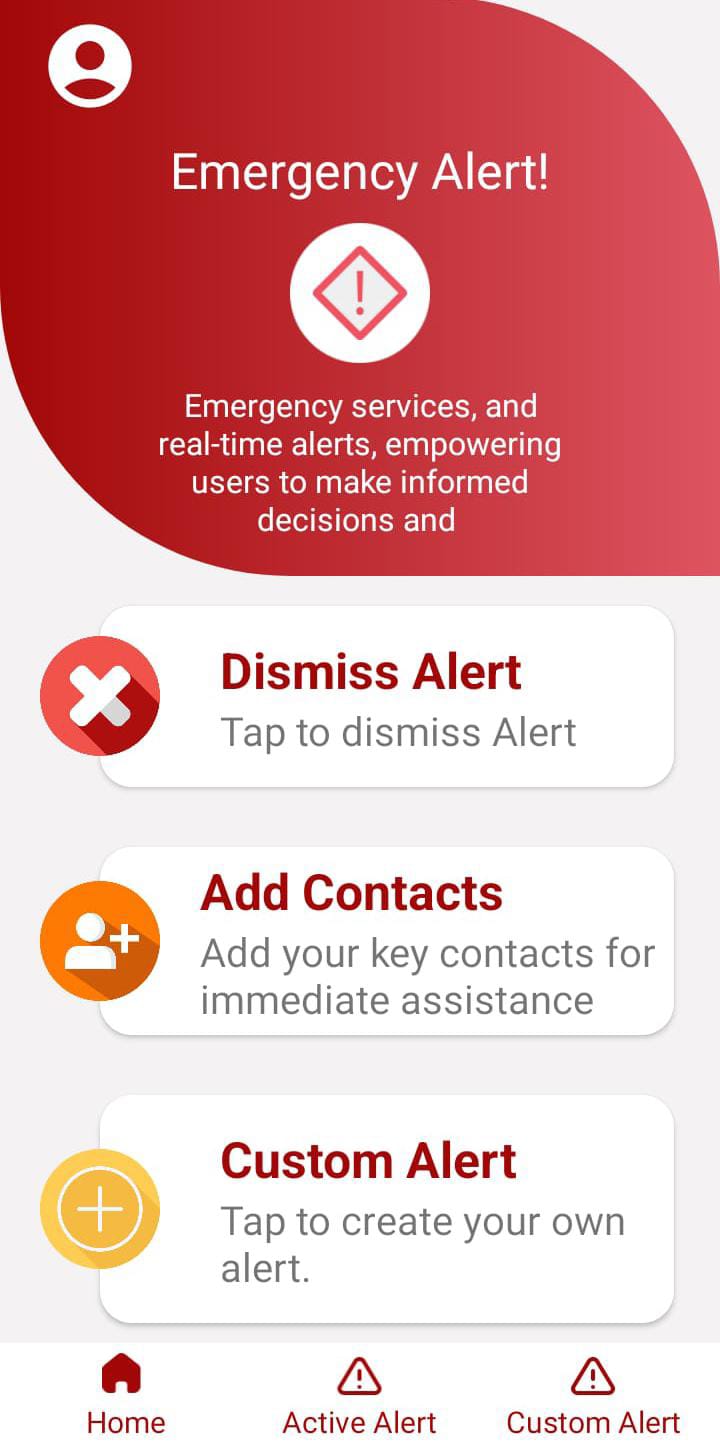 Emergency Alert!
Emergency services, and
real-time alerts, empowering
users to make informed
decisions and
Dismiss Alert
Tap to dismiss Alert
Add Contacts
Add your key contacts for
immediate assistance
Custom Alert
Tap to create your own
alert.
Home
Active Alert
Custom Alert